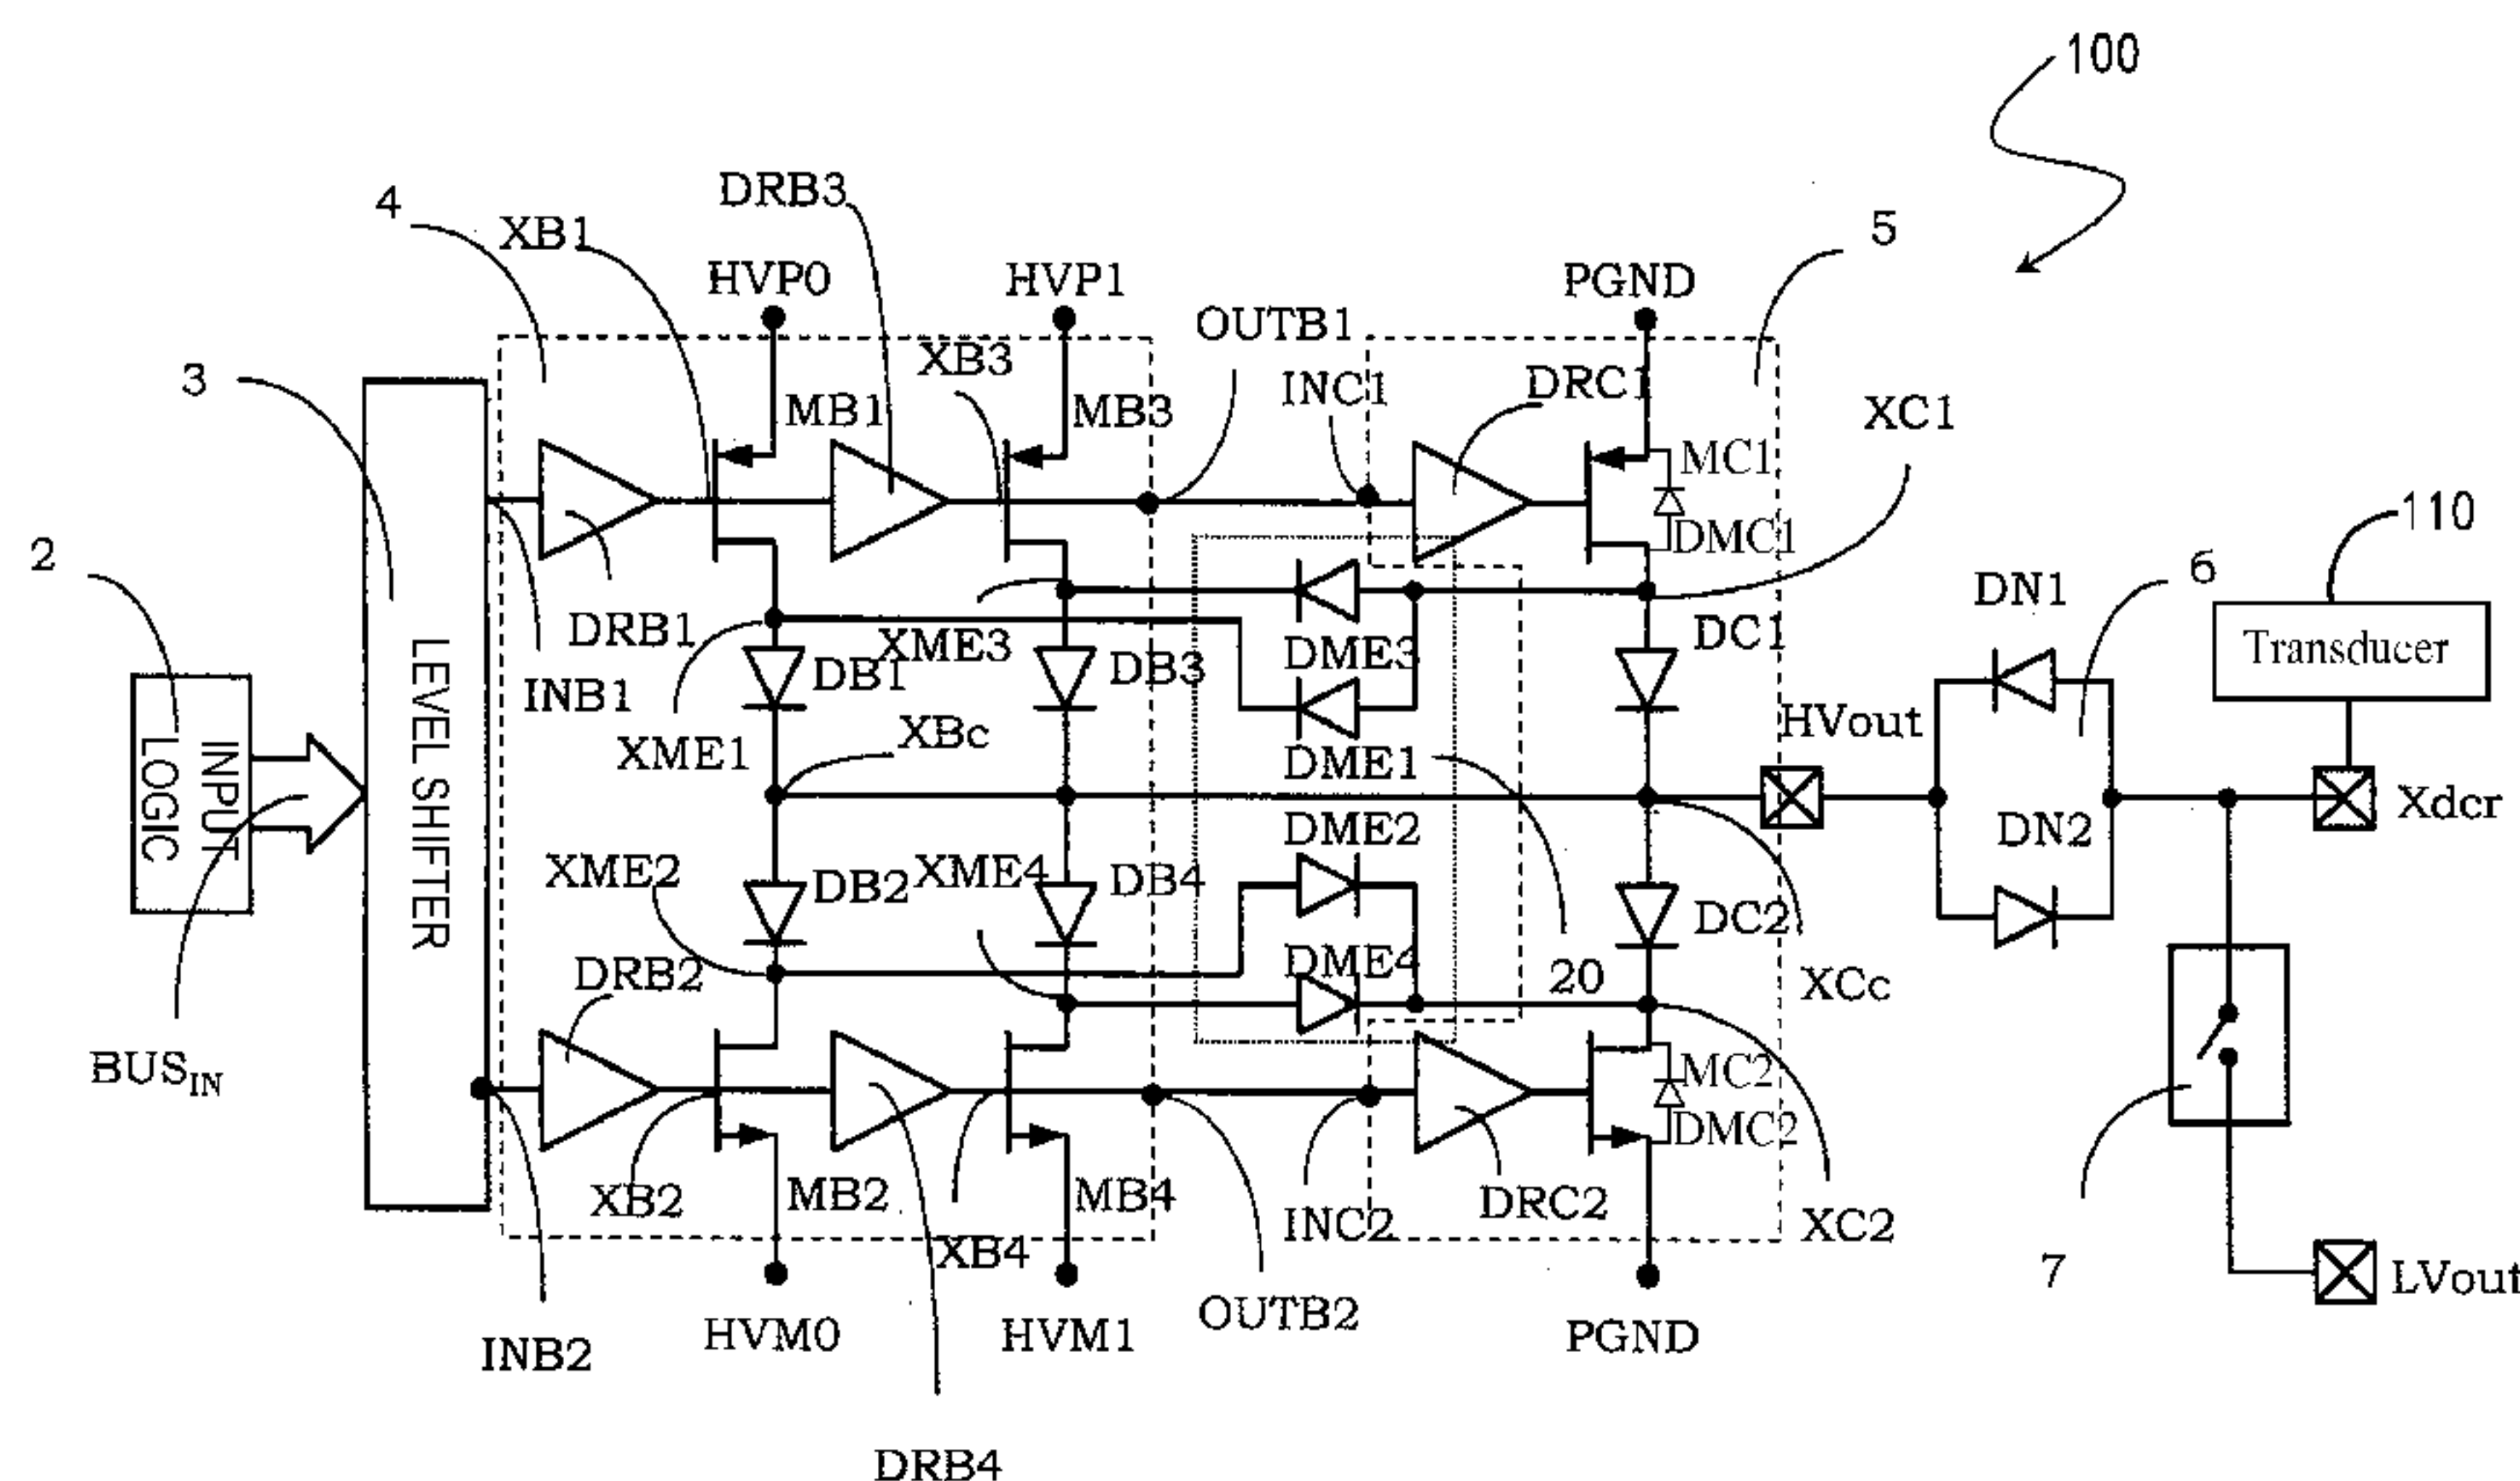 100
DRB3
4
XB1
5
HVP0
HVP1
PGND
OUTB1
XB3
3
INC1
DRC1
MB1
MB3
XC1
MC1
110
DMC1
2
6
DN1
DRB1
XME3
DME3
DC1
Transducer
DB1
DB3
INB1
HVout
XBc
XME1
DME1
LEVEL SHIFTER
INPUT
LOGIC
Xdcr
DME2
DN2
XME2
XME4
DB2
DB4
DC2
DME4
DRB2
20
XCc
BUSIN
MC2
DMC2
XB2
MB2
MB4
DRC2
INC2
XC2
XB4
7
LVout
OUTB2
HVM0
HVM1
PGND
INB2
DRB4